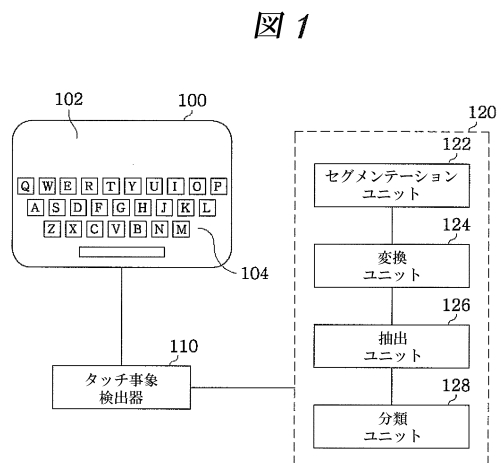 図1
102
100
120
122
セグメンテーション
ユニット
Q W E R T Y U I O P
A S D F G H J K L
Z X C V B N M
104
124
変換
ユニット
126
抽出
ユニット
110
タッチ事象
検出器
128
分類
ユニット